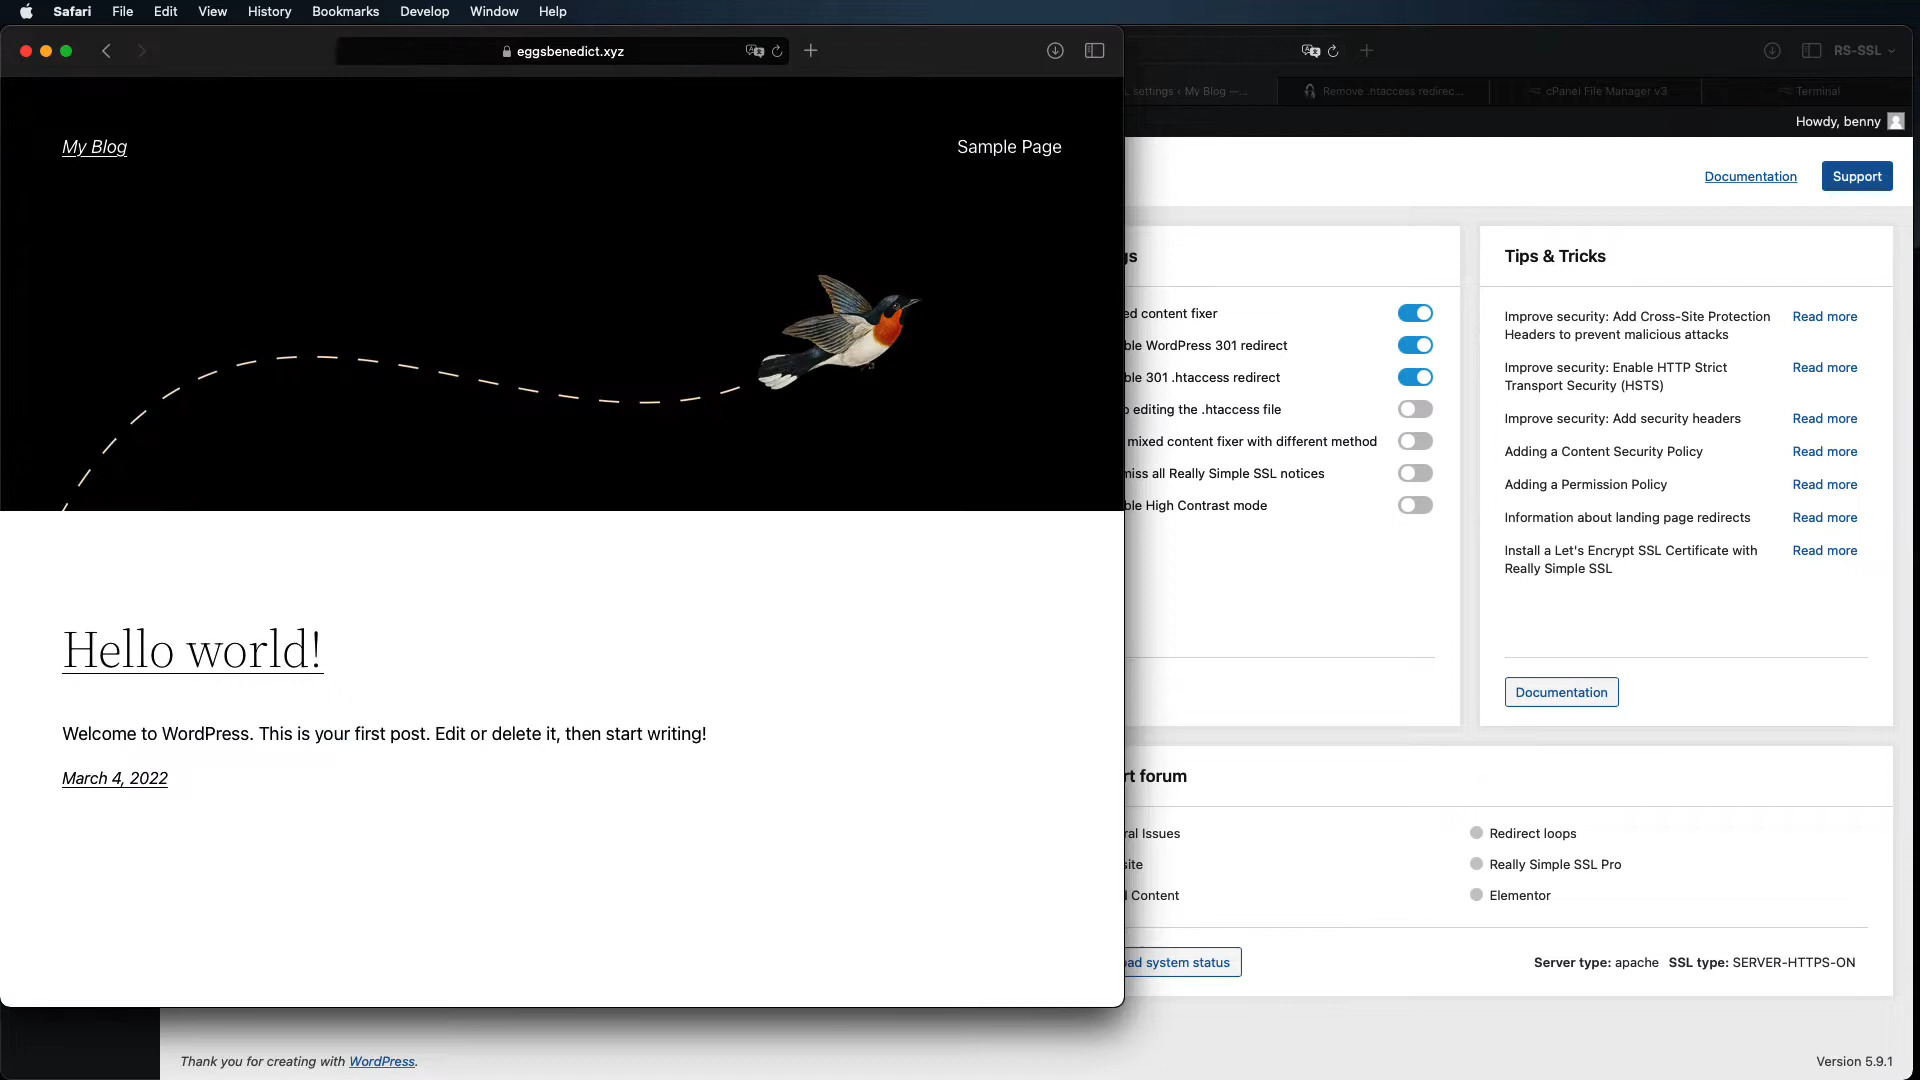 Safari File Edit View History Bookmarks Develop Window Help
eggsbenedict.xyz
RS-SSL
settings ‹ My Blog —...
Remove .htaccess redirec...
cPanel File Manager v3
Terminal
Howdy, benny
My Blog
Sample Page
Documentation
Support
gs
ed content fixer
ble WordPress 301 redirect
ble 301 .htaccess redirect
editing the .htaccess file
mixed content fixer with different method
miss all Really Simple SSL notices
ble High Contrast mode
Tips & Tricks
Improve security: Add Cross-Site Protection
Headers to prevent malicious attacks
Read more
Improve security: Enable HTTP Strict
Transport Security (HSTS)
Read more
Improve security: Add security headers
Read more
Adding a Content Security Policy
Read more
Adding a Permission Policy
Read more
Information about landing page redirects
Read more
Install a Let's Encrypt SSL Certificate with
Really Simple SSL
Read more
Documentation
Hello world!
Welcome to WordPress. This is your first post. Edit or delete it, then start writing!
March 4, 2022
rt forum
ral Issues
site
Content
Redirect loops
Really Simple SSL Pro
Elementor
oad system status
Server type: apache SSL type: SERVER-HTTPS-ON
Thank you for creating with WordPress.
Version 5.9.1